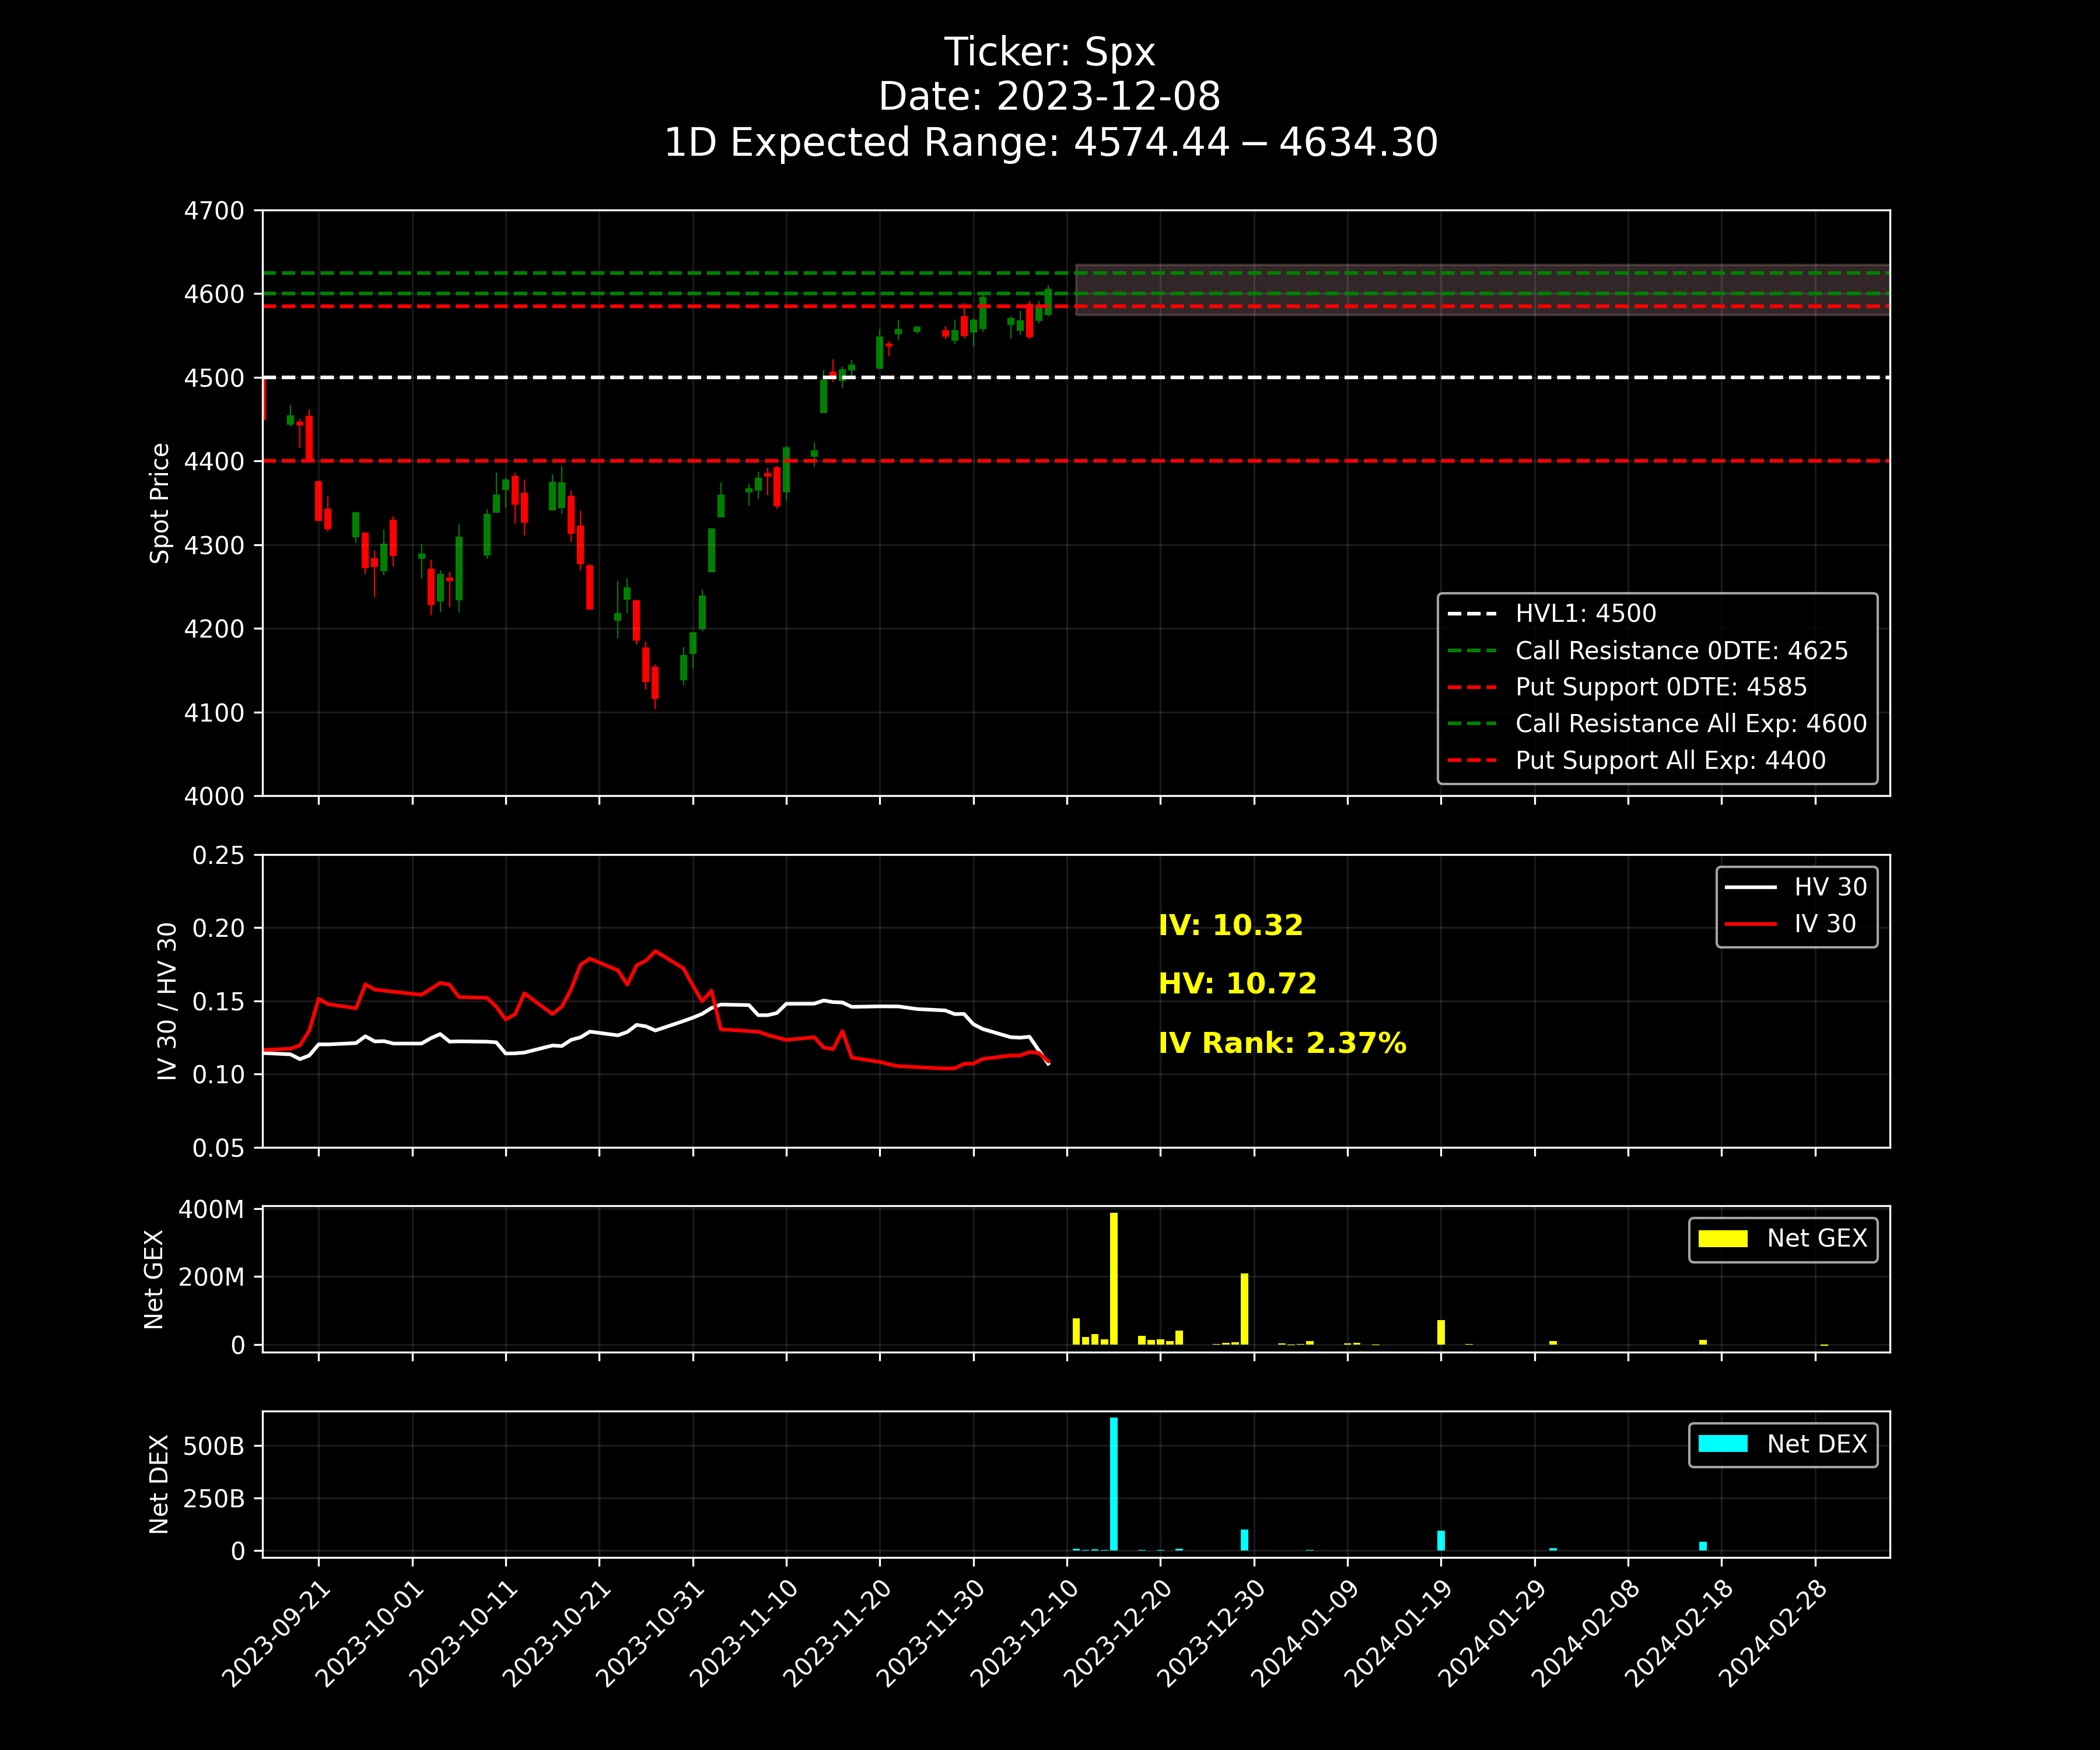 Ticker: Spx
Date: 2023-12-08
1D Expected Range: 4574.44 − 4634.30
Spot Price
4700
4600
4500
4400
4300
4200
4100
4000
HVL1: 4500
Call Resistance 0DTE: 4625
Put Support 0DTE: 4585
Call Resistance All Exp: 4600
Put Support All Exp: 4400
IV 30 / HV 30
0.25
0.20
0.15
0.10
0.05
IV: 10.32
HV: 10.72
IV Rank: 2.37%
HV 30
IV 30
Net GEX
400M
200M
0
Net GEX
Net DEX
500B
250B
0
Net DEX
2023-09-21
2023-10-01
2023-10-11
2023-10-21
2023-10-31
2023-11-10
2023-11-20
2023-11-30
2023-12-10
2023-12-20
2023-12-30
2024-01-09
2024-01-19
2024-01-29
2024-02-08
2024-02-18
2024-02-28